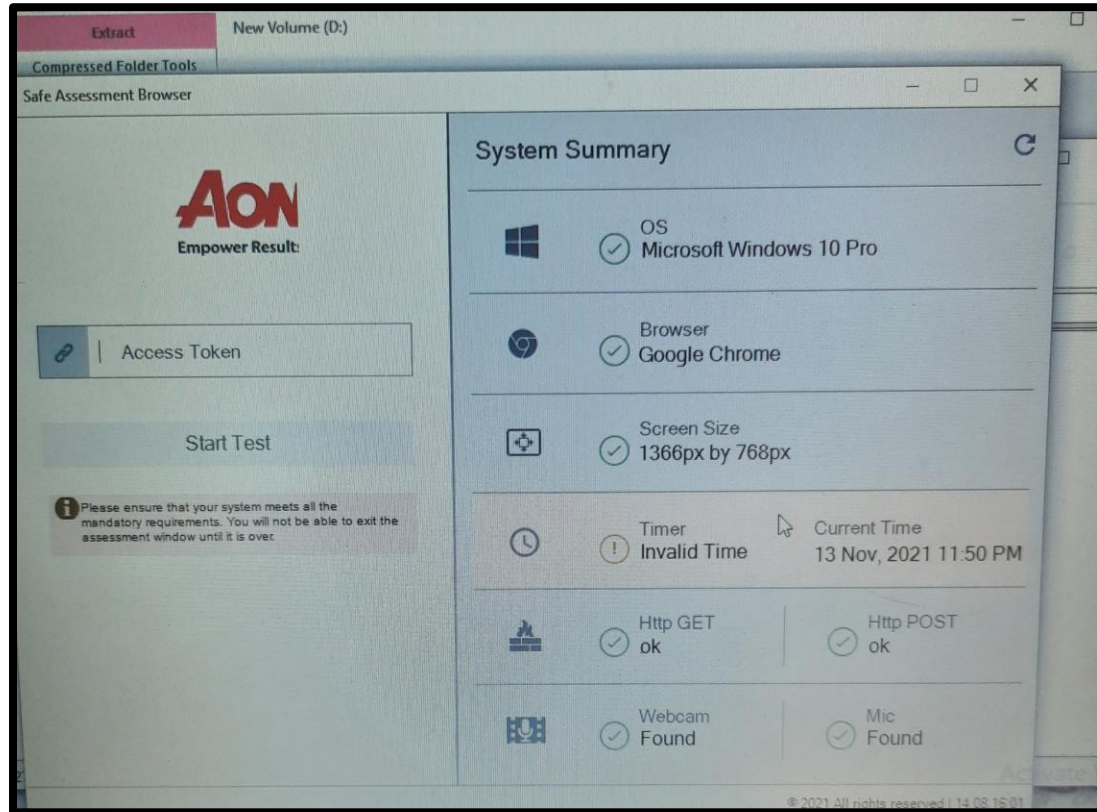 Extract
New Volume (D:)
Compressed Folder Tools
Safe Assessment Browser
AON
Empower Result:
Access Token
Start Test
Please ensure that your system meets all the
mandatory requirements. You will not be able to exit the
assessment window until it is over.
System Summary
OS
Microsoft Windows 10 Pro
Browser
Google Chrome
Screen Size
1366px by 768px
Timer
Invalid Time
Current Time
13 Nov, 2021 11:50 PM
Http GET
ok
Http POST
ok
Webcam
Found
Mic
Found
Activate
© 2021 All rights reserved | 14.08.16.01